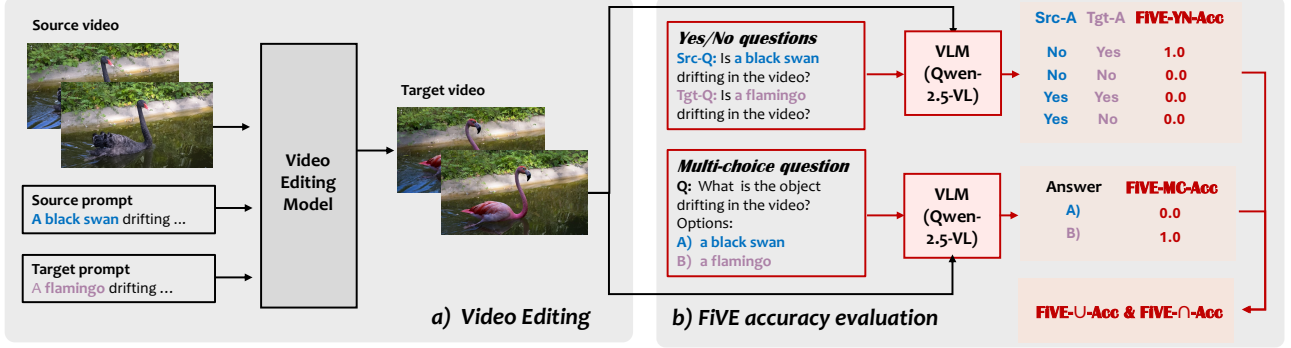 Source video
Source prompt
A black swan drifting ...
Target prompt
A flamingo drifting ...
Video
Editing
Model
Target video
a) Video Editing
Yes/No questions
Src-Q: Is a black swan
drifting in the video?
Tgt-Q: Is a flamingo
drifting in the video?
VLM
(Qwen-
2.5-VL)
Src-A Tgt-A FiVE-YN-Acc
No Yes 1.0
No No 0.0
Yes Yes 0.0
Yes No 0.0
Multi-choice question
Q: What is the object
drifting in the video?
Options:
A) a black swan
B) a flamingo
VLM
(Qwen-
2.5-VL)
Answer FiVE-MC-Acc
A) 0.0
B) 1.0
FiVE-∪-Acc & FiVE-∩-Acc
b) FiVE accuracy evaluation